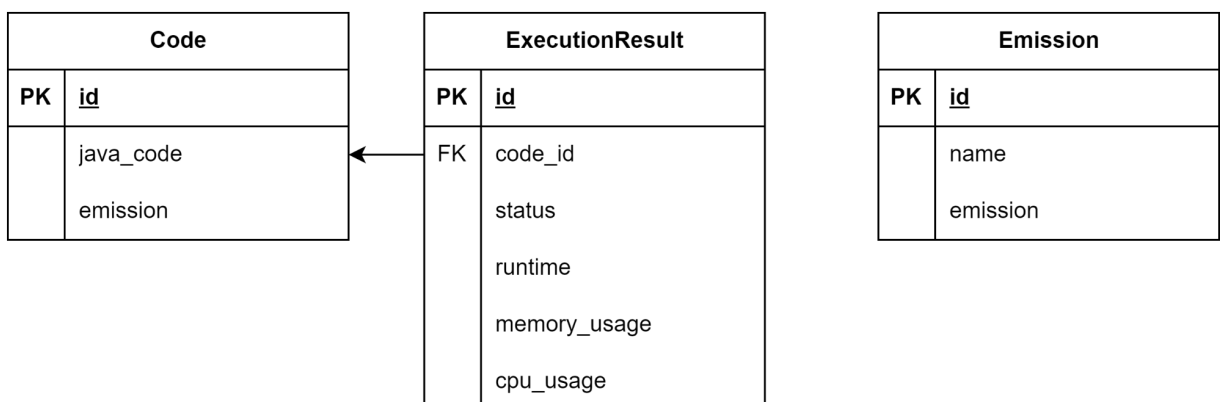 Code
PK id
java_code
emission
ExecutionResult
PK id
FK code_id
status
runtime
memory_usage
cpu_usage
Emission
PK id
name
emission